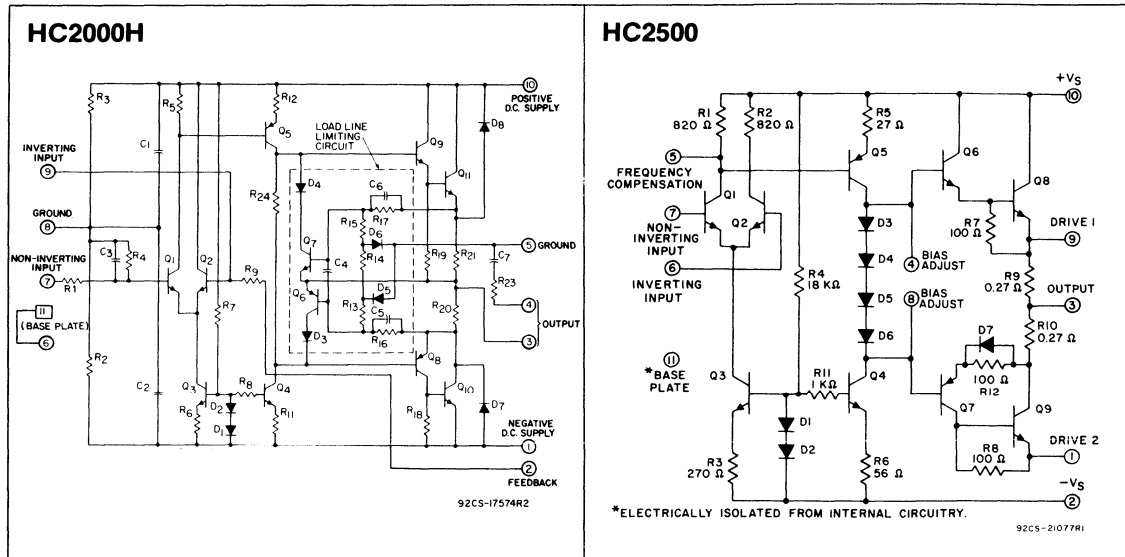 HC2000H
R3
R5
R12
10
POSITIVE
D.C. SUPPLY
LOAD LINE
LIMITING
CIRCUIT
Q5
Q9
D8
C1
INVERTING
INPUT
9
D4
C6
Q11
R24
R15
R17
GROUND
8
D6
5
GROUND
Q7
R14
C7
C3
R4
Q1
Q2
C4
R19
R21
NON-INVERTING
INPUT
7
R1
R9
R23
R7
Q6
D5
4
11
(BASE PLATE)
6
R13
C5
R20
OUTPUT
3
D3
R16
R2
Q8
C2
Q3
R8
Q4
Q10
R6
D2
D1
R11
R18
D7
NEGATIVE
D.C. SUPPLY
1
2
FEEDBACK
92CS-17574R2
HC2500
+VS
10
R1
820 Ω
R2
820 Ω
R5
27 Ω
5
FREQUENCY
COMPENSATION
Q5
Q6
Q1
Q2
Q8
7
NON-
INVERTING
INPUT
D3
R7
100 Ω
DRIVE 1
9
6
INVERTING
INPUT
D4
4
BIAS
ADJUST
R9
0.27 Ω
R4
18 KΩ
D5
8
BIAS
ADJUST
OUTPUT
3
D6
R10
0.27 Ω
D7
11
*BASE
PLATE
Q3
R11
1 KΩ
Q4
100 Ω
R12
Q7
Q9
D1
D2
R8
100 Ω
DRIVE 2
1
R3
270 Ω
R6
56 Ω
-VS
2
*ELECTRICALLY ISOLATED FROM INTERNAL CIRCUITRY.
92CS-21077R1